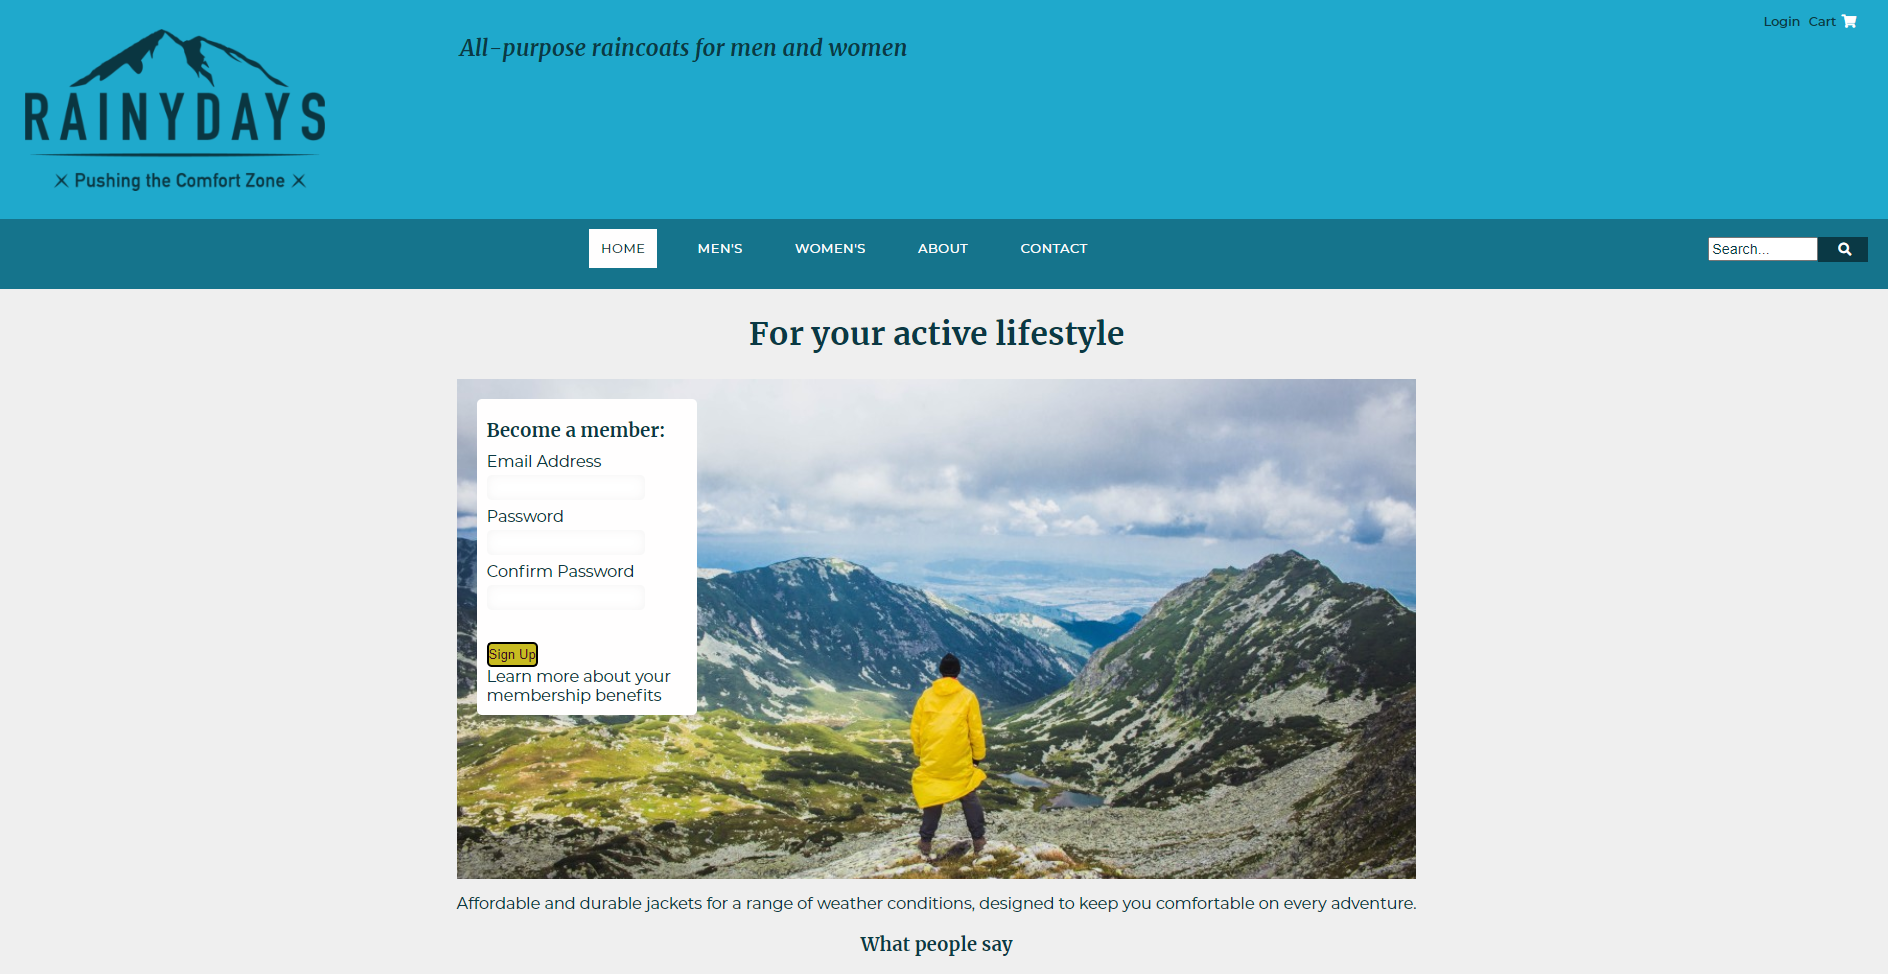 Login Cart
All-purpose raincoats for men and women
RAINYDAYS
Pushing the Comfort Zone
HOME MEN'S WOMEN'S ABOUT CONTACT
Search...
For your active lifestyle
Become a member:
Email Address
Password
Confirm Password
Sign Up
Learn more about your
membership benefits
Affordable and durable jackets for a range of weather conditions, designed to keep you comfortable on every adventure.
What people say